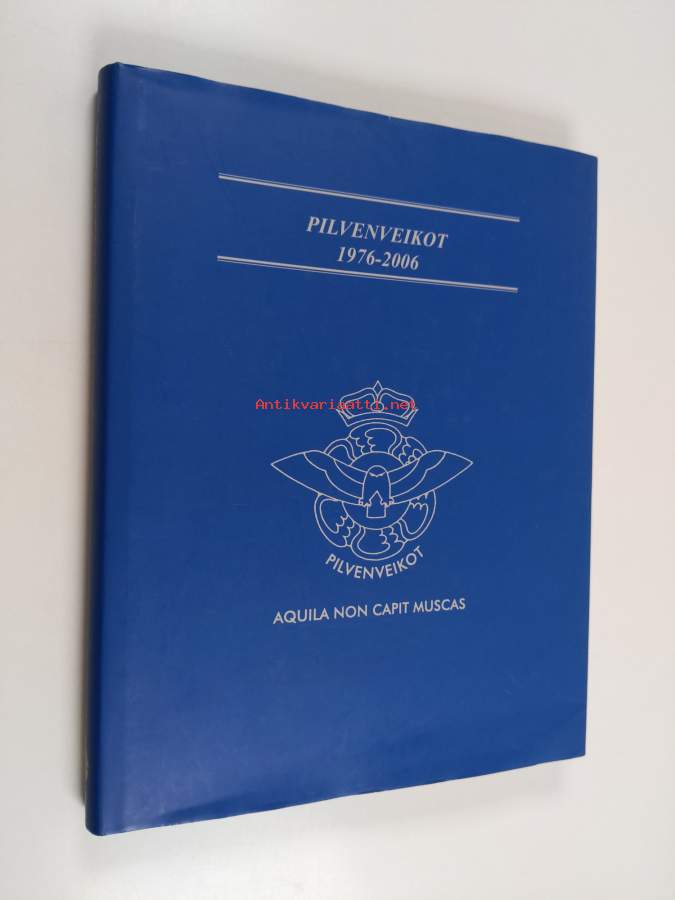 PILVENVEIKOT
1976-2006
Antikvariaatti.net
PILVENVEIKOT
AQUILA NON CAPIT MUSCAS